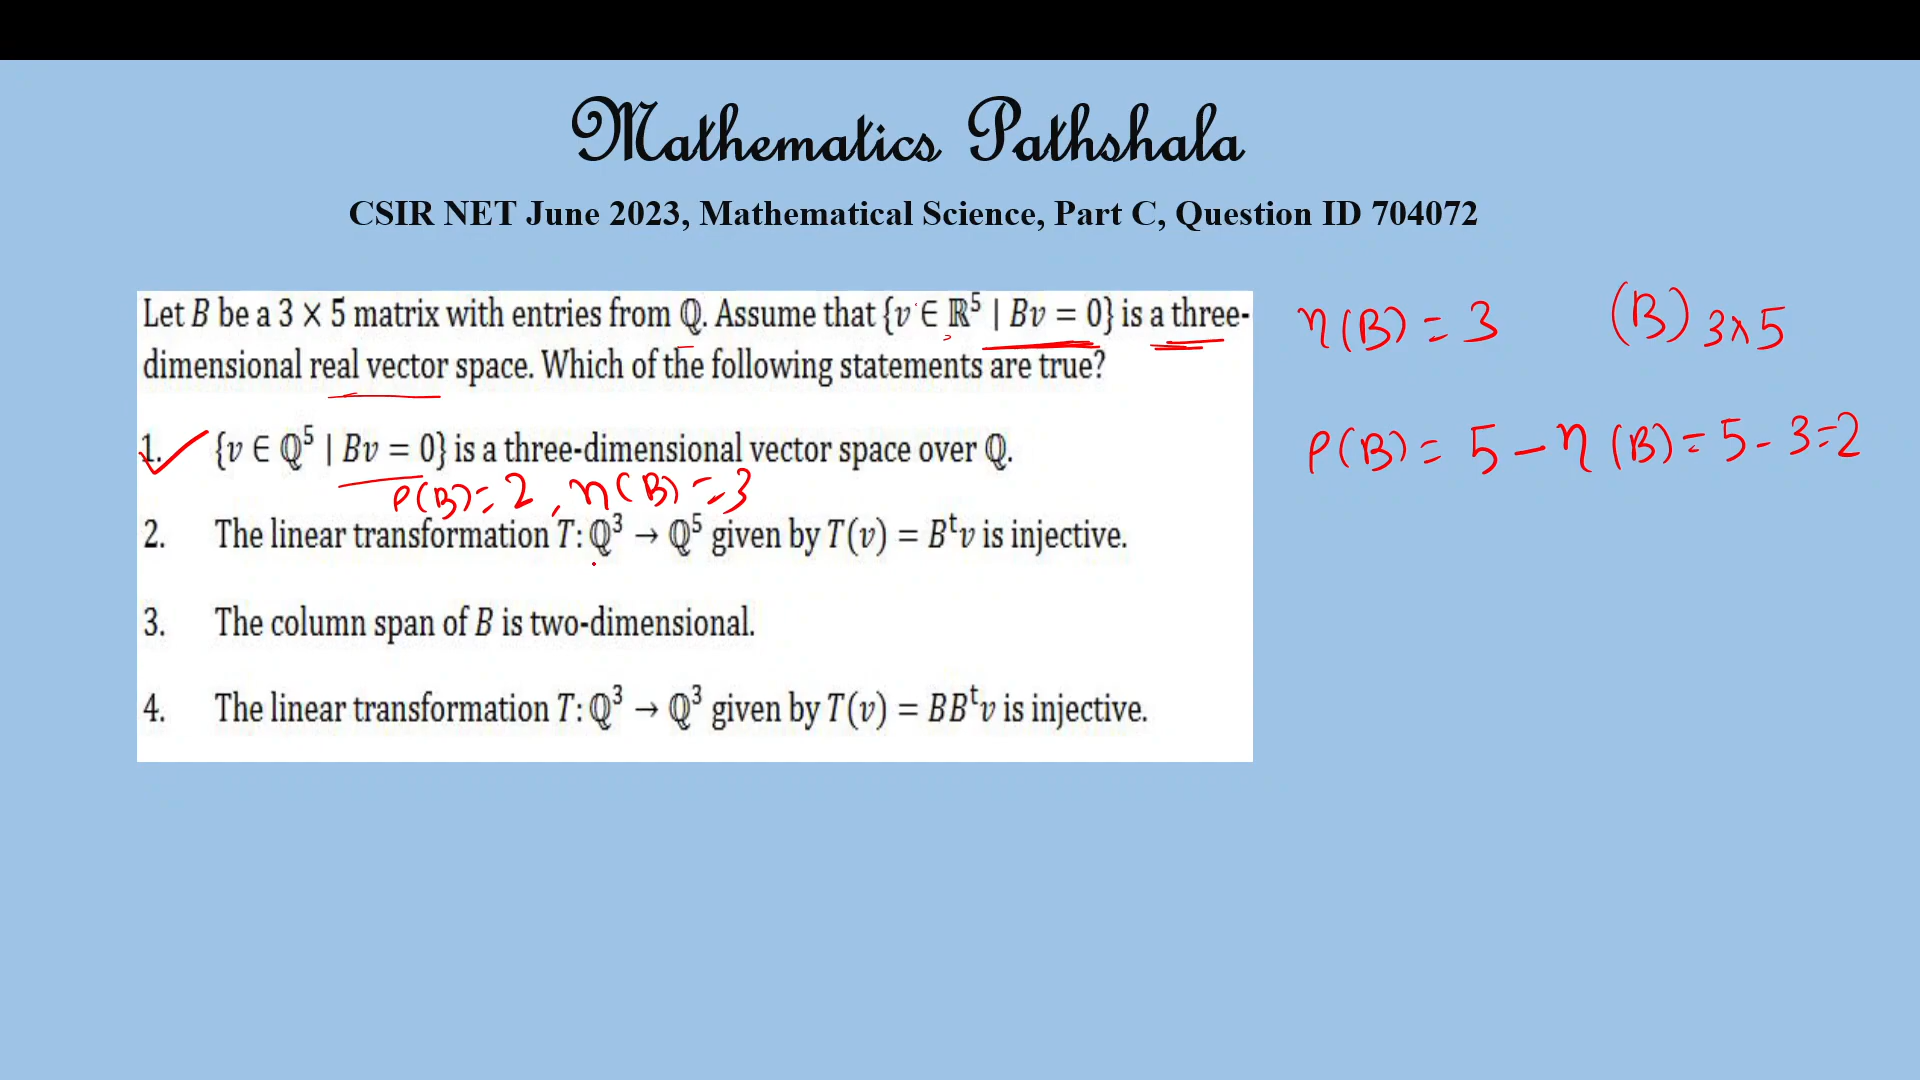 Mathematics Pathshala
CSIR NET June 2023, Mathematical Science, Part C, Question ID 704072
Let B be a 3 × 5 matrix with entries from ℚ. Assume that {v ∈ ℝ⁵ | Bv = 0} is a three-
dimensional real vector space. Which of the following statements are true?
1. {v ∈ ℚ⁵ | Bv = 0} is a three-dimensional vector space over ℚ.
ρ(B) = 2, η(B) = 3
2. The linear transformation T: ℚ³ → ℚ⁵ given by T(v) = Bᵗv is injective.
3. The column span of B is two-dimensional.
4. The linear transformation T: ℚ³ → ℚ³ given by T(v) = BBᵗv is injective.
η(B) = 3 (B) 3×5
ρ(B) = 5 – η(B) = 5 - 3 = 2